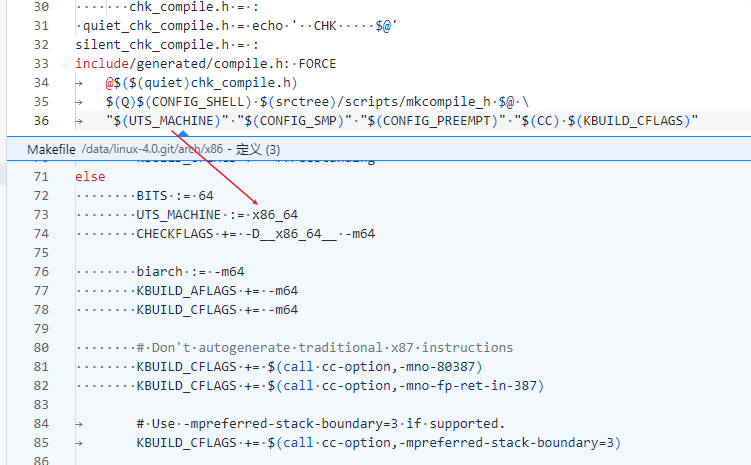 30 chk_compile.h = :
31 quiet_chk_compile.h = echo '  CHK     $@'
32 silent_chk_compile.h = :
33 include/generated/compile.h: FORCE
34 @$($(quiet)chk_compile.h)
35 $(Q)$(CONFIG_SHELL) $(srctree)/scripts/mkcompile_h $@ \
36 "$(UTS_MACHINE)" "$(CONFIG_SMP)" "$(CONFIG_PREEMPT)" "$(CC) $(KBUILD_CFLAGS)"
Makefile /data/linux-4.0.git/arch/x86 - 定义 (3)
71 else
72 BITS := 64
73 UTS_MACHINE := x86_64
74 CHECKFLAGS += -D__x86_64__ -m64
75
76 biarch := -m64
77 KBUILD_AFLAGS += -m64
78 KBUILD_CFLAGS += -m64
79
80 # Don't autogenerate traditional x87 instructions
81 KBUILD_CFLAGS += $(call cc-option,-mno-80387)
82 KBUILD_CFLAGS += $(call cc-option,-mno-fp-ret-in-387)
83
84 # Use -mpreferred-stack-boundary=3 if supported.
85 KBUILD_CFLAGS += $(call cc-option,-mpreferred-stack-boundary=3)
86